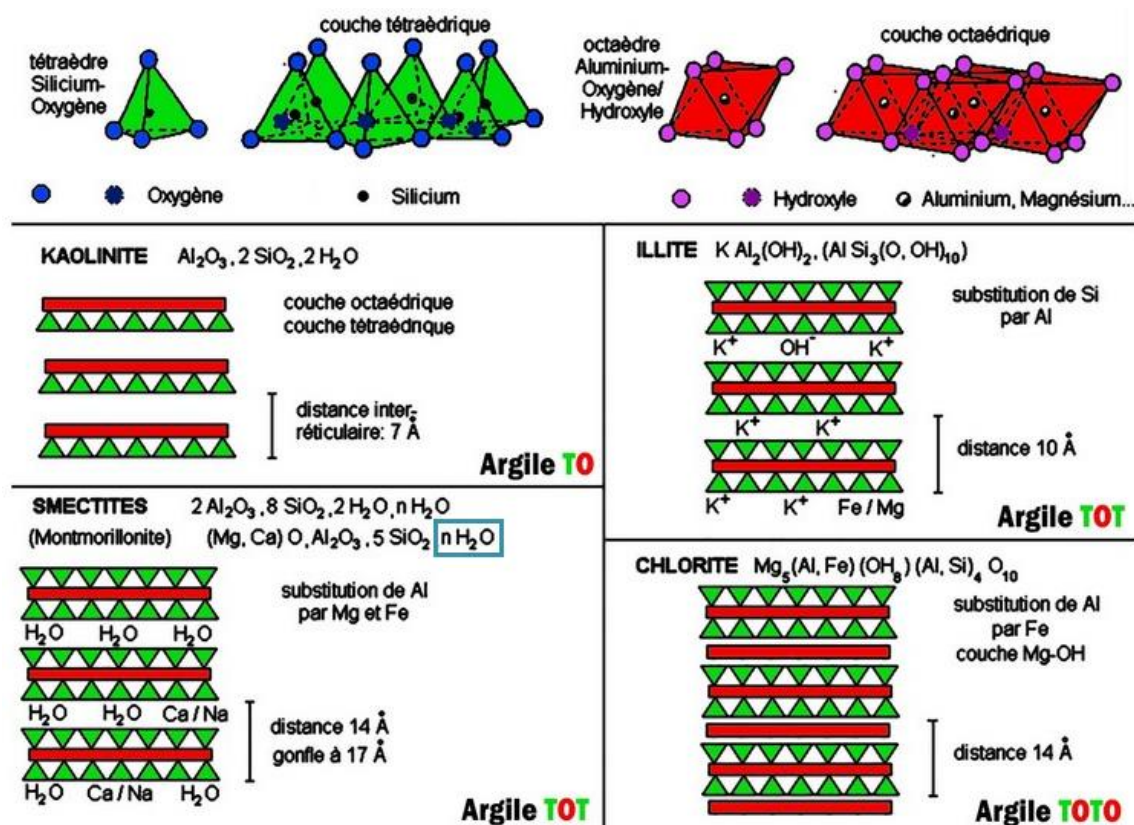 couche tétraèdrique
tétraèdre
Silicium-
Oxygène
octaèdre
Aluminium-
Oxygène/
Hydroxyle
couche octaédrique
Oxygène
Silicium
Hydroxyle
Aluminium, Magnésium...
KAOLINITE Al₂O₃,2 SiO₂,2 H₂O
couche octaédrique
couche tétraédrique
distance inter-
réticulaire: 7 Å
Argile TO
ILLITE K Al₂(OH)₂, (Al Si₃(O, OH)₁₀)
substitution de Si
par Al
K⁺ OH⁻ K⁺
K⁺ K⁺
distance 10 Å
K⁺ K⁺ Fe / Mg
Argile TOT
SMECTITES 2 Al₂O₃,8 SiO₂,2 H₂O,n H₂O
(Montmorillonite) (Mg, Ca) O,Al₂O₃,5 SiO₂ n H₂O
substitution de Al
par Mg et Fe
H₂O H₂O H₂O
H₂O H₂O Ca / Na
distance 14 Å
gonfle à 17 Å
H₂O Ca / Na H₂O
Argile TOT
CHLORITE Mg₅(Al, Fe) (OH₈) (Al, Si)₄ O₁₀
substitution de Al
par Fe
couche Mg-OH
distance 14 Å
Argile TOTO